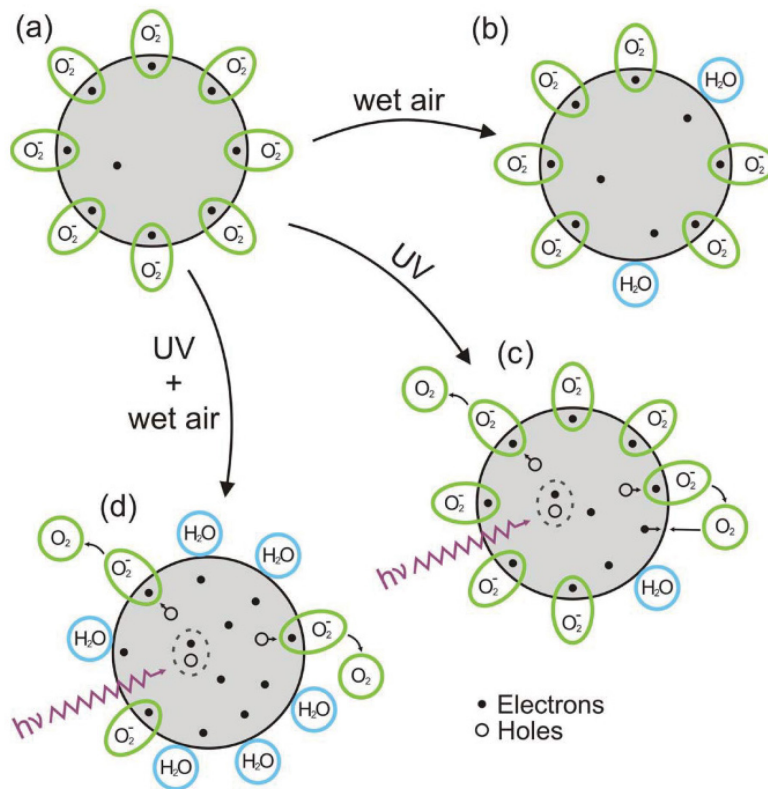 (a)
O₂⁻
O₂⁻
O₂⁻
O₂⁻
O₂⁻
O₂⁻
O₂⁻
O₂⁻
wet air
(b)
O₂⁻
O₂⁻
H₂O
O₂⁻
O₂⁻
O₂⁻
O₂⁻
H₂O
UV
UV
+
wet air
(c)
O₂
O₂⁻
O₂⁻
O₂⁻
O₂⁻
O₂⁻
O₂
O₂⁻
H₂O
O₂⁻
hν
(d)
O₂
O₂⁻
H₂O
H₂O
H₂O
O₂⁻
O₂
O₂⁻
H₂O
H₂O
H₂O
hν
Electrons
Holes